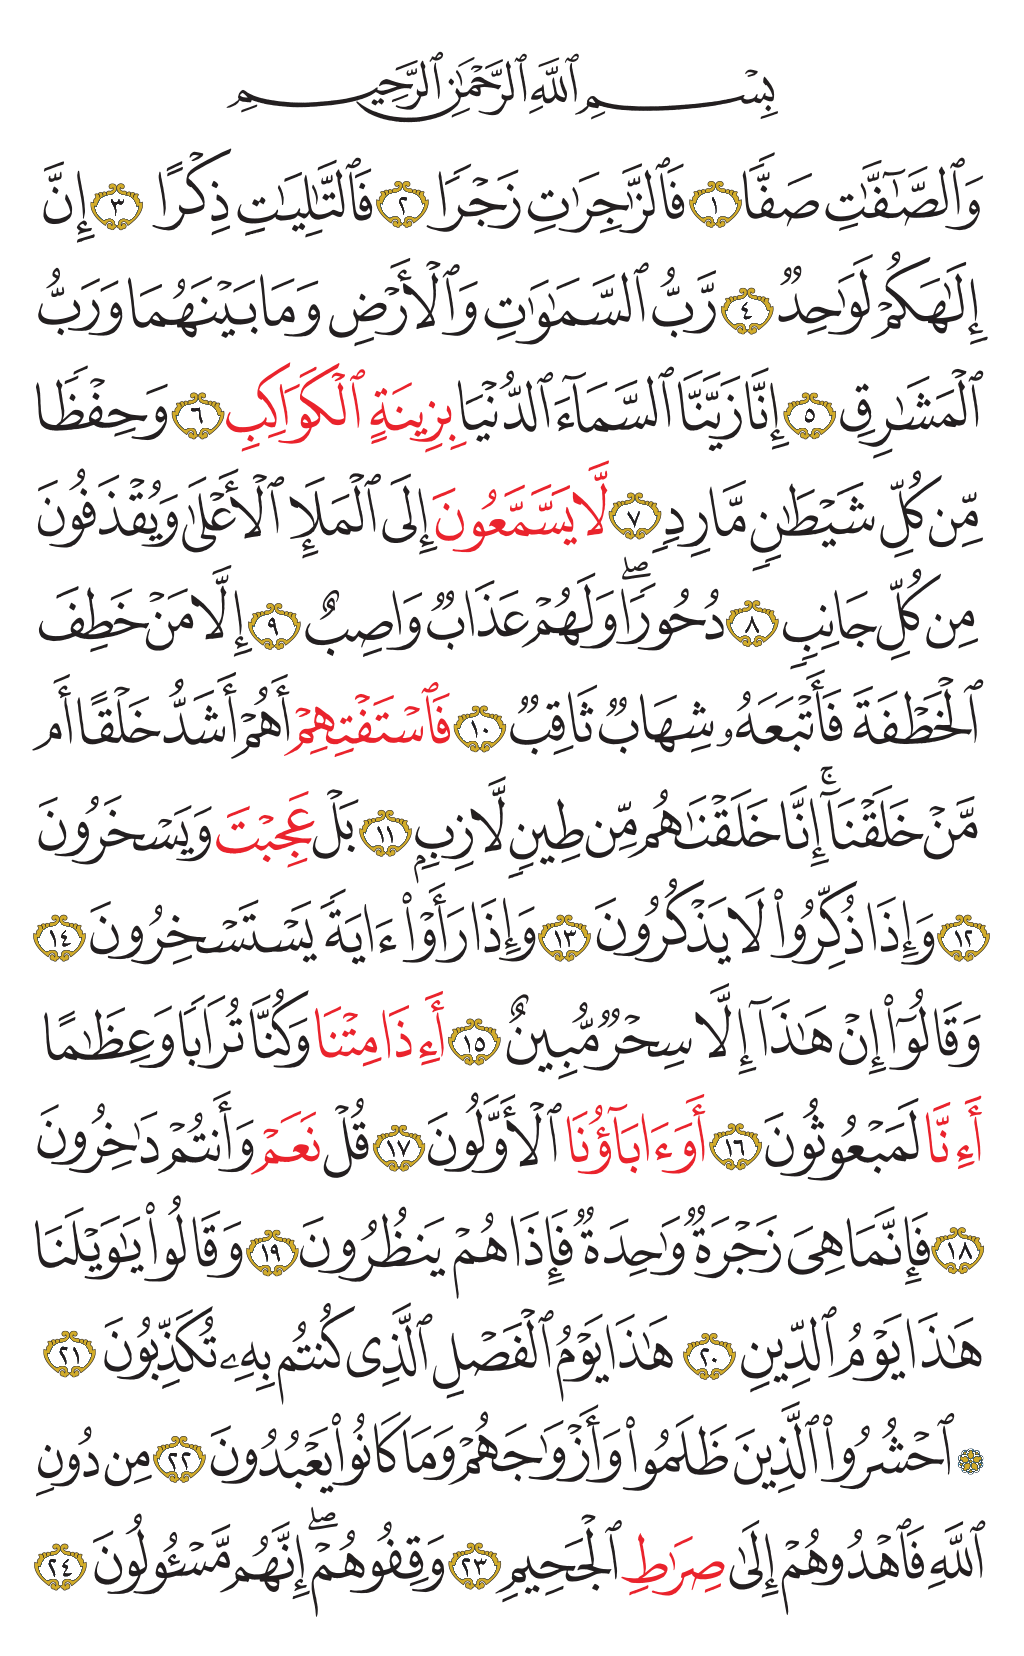 بِسْمِ ٱللَّهِ ٱلرَّحْمَٰنِ ٱلرَّحِيمِ
وَٱلصَّٰٓفَّٰتِ صَفًّا ١ فَٱلزَّٰجِرَٰتِ زَجْرًا ٢ فَٱلتَّٰلِيَٰتِ ذِكْرًا ٣ إِنَّ
إِلَٰهَكُمْ لَوَٰحِدٌ ٤ رَّبُّ ٱلسَّمَٰوَٰتِ وَٱلْأَرْضِ وَمَا بَيْنَهُمَا وَرَبُّ
ٱلْمَشَٰرِقِ ٥ إِنَّا زَيَّنَّا ٱلسَّمَآءَ ٱلدُّنْيَا بِزِينَةٍ ٱلْكَوَاكِبِ ٦ وَحِفْظًا
مِّن كُلِّ شَيْطَٰنٍ مَّارِدٍ ٧ لَّا يَسَّمَّعُونَ إِلَى ٱلْمَلَإِ ٱلْأَعْلَىٰ وَيُقْذَفُونَ
مِن كُلِّ جَانِبٍ ٨ دُحُورًا ۖ وَلَهُمْ عَذَابٌ وَاصِبٌ ٩ إِلَّا مَنْ خَطِفَ
ٱلْخَطْفَةَ فَأَتْبَعَهُۥ شِهَابٌ ثَاقِبٌ ١٠ فَٱسْتَفْتِهِمْ أَهُمْ أَشَدُّ خَلْقًا أَم
مَّنْ خَلَقْنَآ ۚ إِنَّا خَلَقْنَٰهُم مِّن طِينٍ لَّازِبٍ ١١ بَلْ عَجِبْتَ وَيَسْخَرُونَ
١٢ وَإِذَا ذُكِّرُوا۟ لَا يَذْكُرُونَ ١٣ وَإِذَا رَأَوْا۟ ءَايَةً يَسْتَسْخِرُونَ ١٤
وَقَالُوٓا۟ إِنْ هَٰذَآ إِلَّا سِحْرٌ مُّبِينٌ ١٥ أَءِذَا مِتْنَا وَكُنَّا تُرَابًا وَعِظَٰمًا
أَءِنَّا لَمَبْعُوثُونَ ١٦ أَوَءَابَآؤُنَا ٱلْأَوَّلُونَ ١٧ قُلْ نَعَمْ وَأَنتُمْ دَٰخِرُونَ
١٨ فَإِنَّمَا هِىَ زَجْرَةٌ وَٰحِدَةٌ فَإِذَا هُمْ يَنظُرُونَ ١٩ وَقَالُوا۟ يَٰوَيْلَنَا
هَٰذَا يَوْمُ ٱلدِّينِ ٢٠ هَٰذَا يَوْمُ ٱلْفَصْلِ ٱلَّذِى كُنتُم بِهِۦ تُكَذِّبُونَ ٢١
۞ ٱحْشُرُوا۟ ٱلَّذِينَ ظَلَمُوا۟ وَأَزْوَٰجَهُمْ وَمَا كَانُوا۟ يَعْبُدُونَ ٢٢ مِن دُونِ
ٱللَّهِ فَٱهْدُوهُمْ إِلَىٰ صِرَٰطِ ٱلْجَحِيمِ ٢٣ وَقِفُوهُمْ ۖ إِنَّهُم مَّسْـُٔولُونَ ٢٤